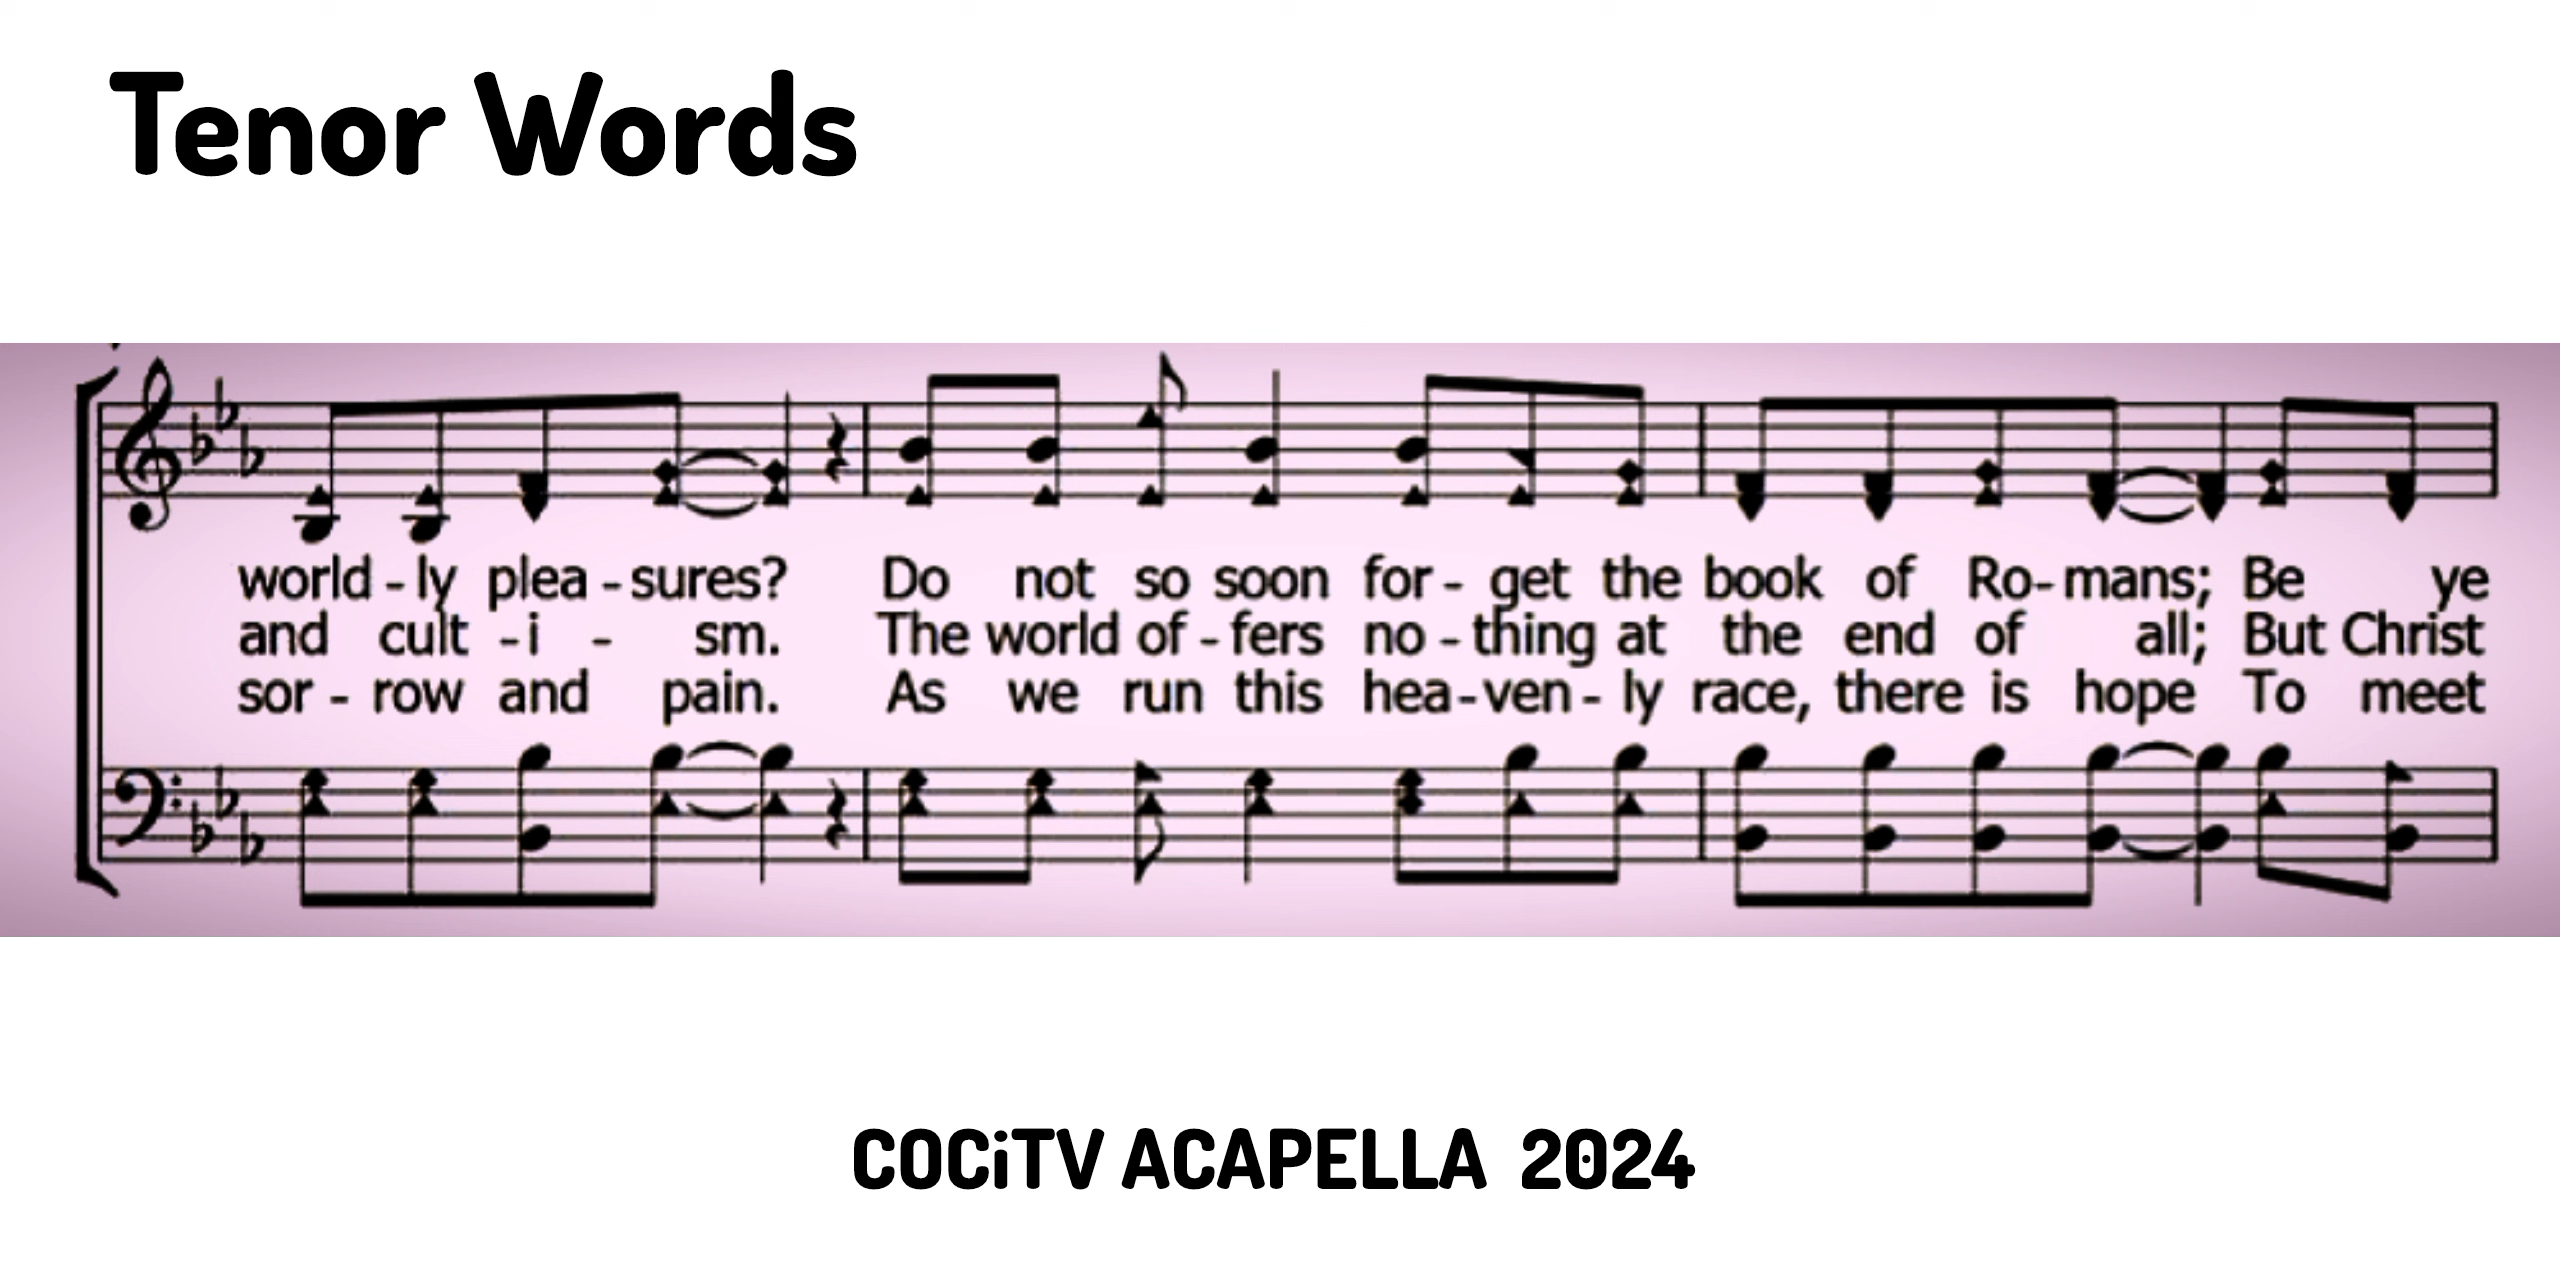 Tenor Words
world - ly plea - sures? Do not so soon for - get the book of Ro - mans; Be ye
and cult - i - sm. The world of - fers no - thing at the end of all; But Christ
sor - row and pain. As we run this hea - ven - ly race, there is hope To meet
COCiTV ACAPELLA 2024